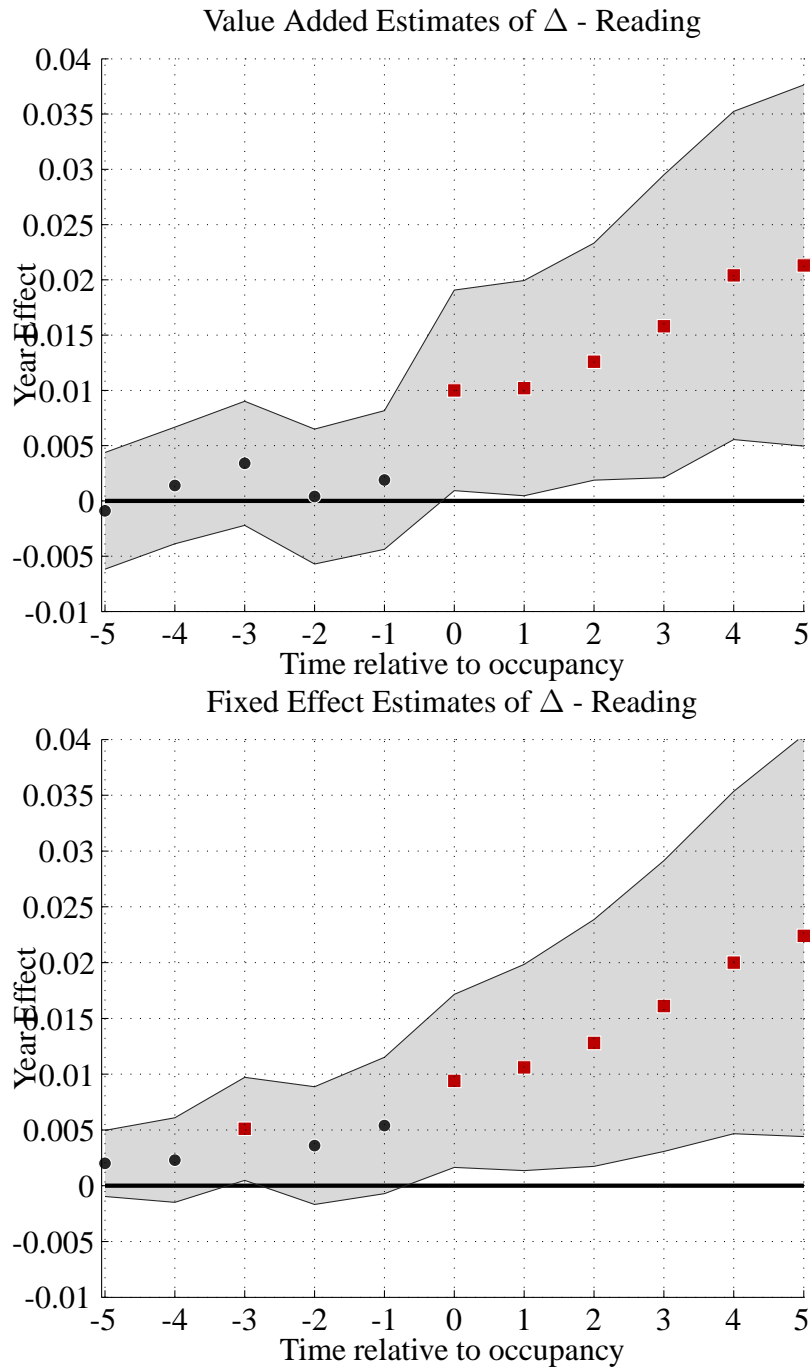 Value Added Estimates of Δ - Reading
0.04
0.035
0.03
0.025
0.02
0.015
0.01
0.005
0
-0.005
-0.01
Year Effect
-5 -4 -3 -2 -1 0 1 2 3 4 5
Time relative to occupancy
Fixed Effect Estimates of Δ - Reading
0.04
0.035
0.03
0.025
0.02
0.015
0.01
0.005
0
-0.005
-0.01
Year Effect
-5 -4 -3 -2 -1 0 1 2 3 4 5
Time relative to occupancy